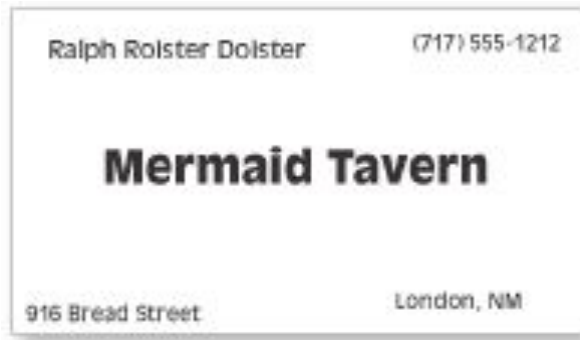 Ralph Roister Doister
(717) 555-1212
Mermaid Tavern
916 Bread Street
London, NM